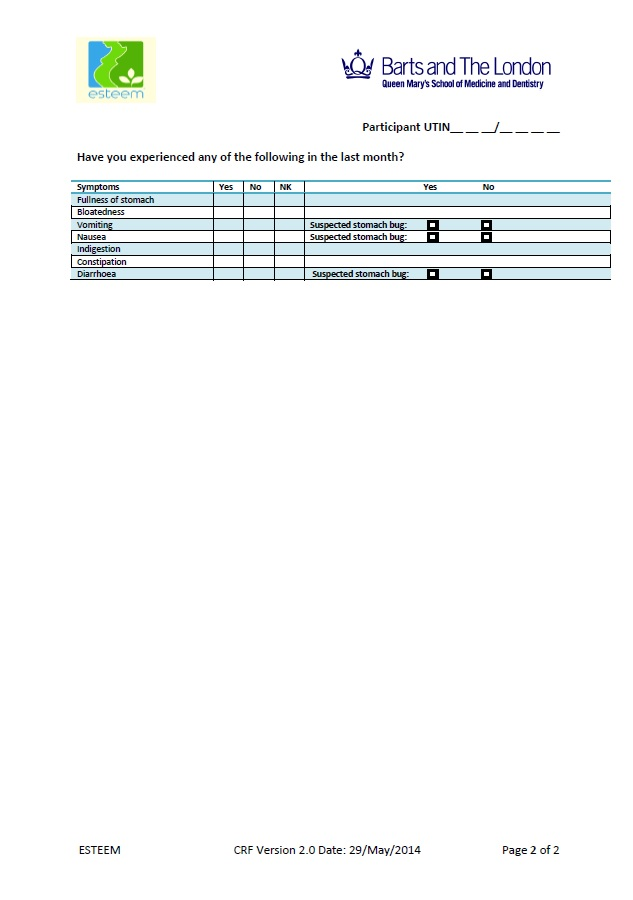 esteem
Barts and The London
Queen Mary's School of Medicine and Dentistry
Participant UTIN__ __ __/__ __ __ __
Have you experienced any of the following in the last month?
Symptoms Yes No NK Yes No
Fullness of stomach
Bloatedness
Vomiting Suspected stomach bug:
Nausea Suspected stomach bug:
Indigestion
Constipation
Diarrhoea Suspected stomach bug:
ESTEEM CRF Version 2.0 Date: 29/May/2014 Page 2 of 2